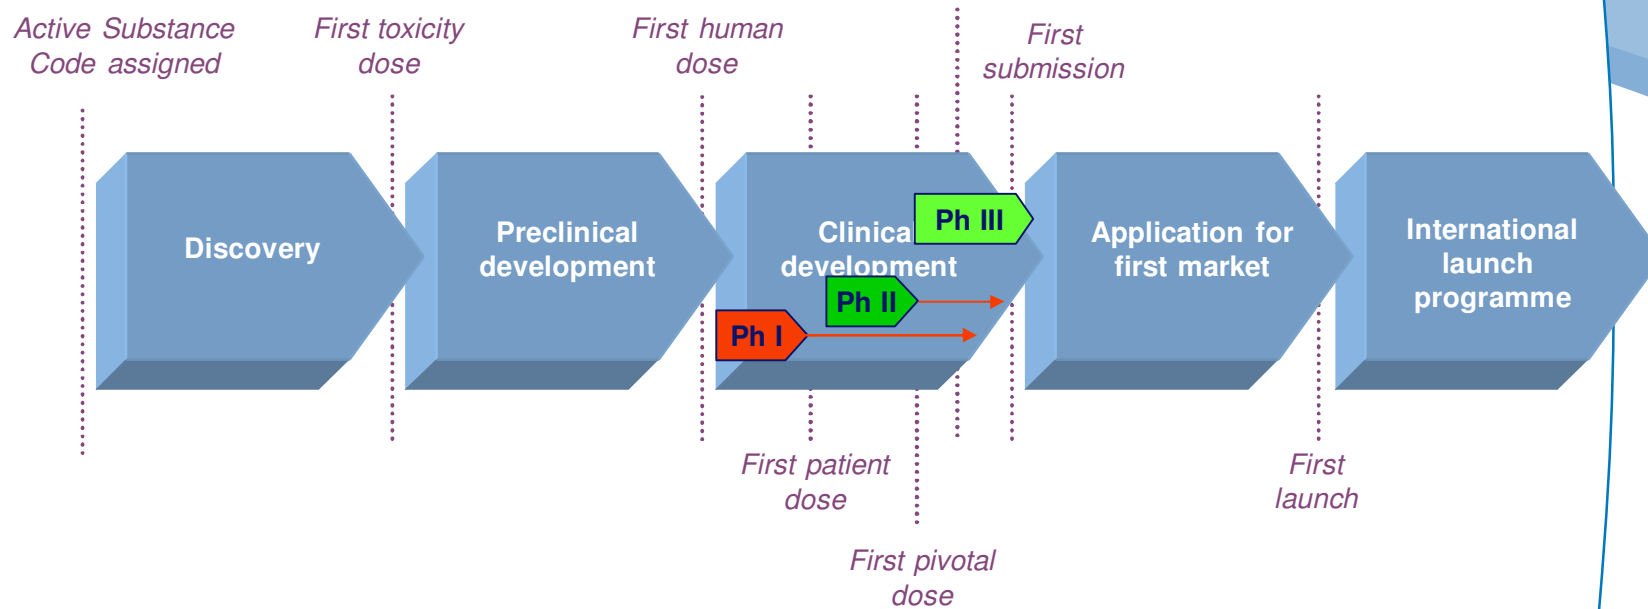 Active Substance
Code assigned
First toxicity
dose
First human
dose
First
submission
Discovery
Preclinical
development
Clinical
development
Ph III
Ph II
Ph I
Application for
first market
International
launch
programme
First patient
dose
First pivotal
dose
First
launch